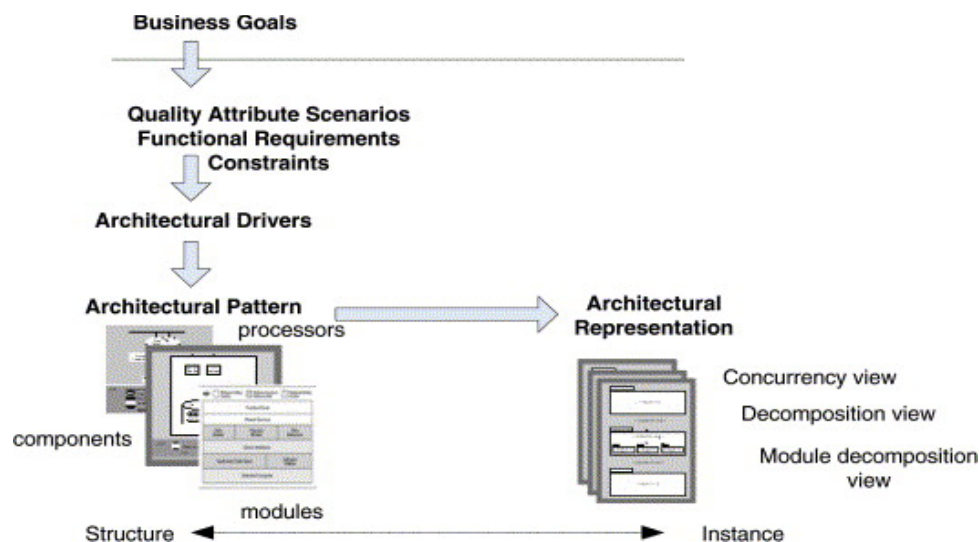 Business Goals
Quality Attribute Scenarios
Functional Requirements
Constraints
Architectural Drivers
Architectural Pattern
processors
components
modules
Architectural
Representation
Concurrency view
Decomposition view
Module decomposition
view
Structure
Instance